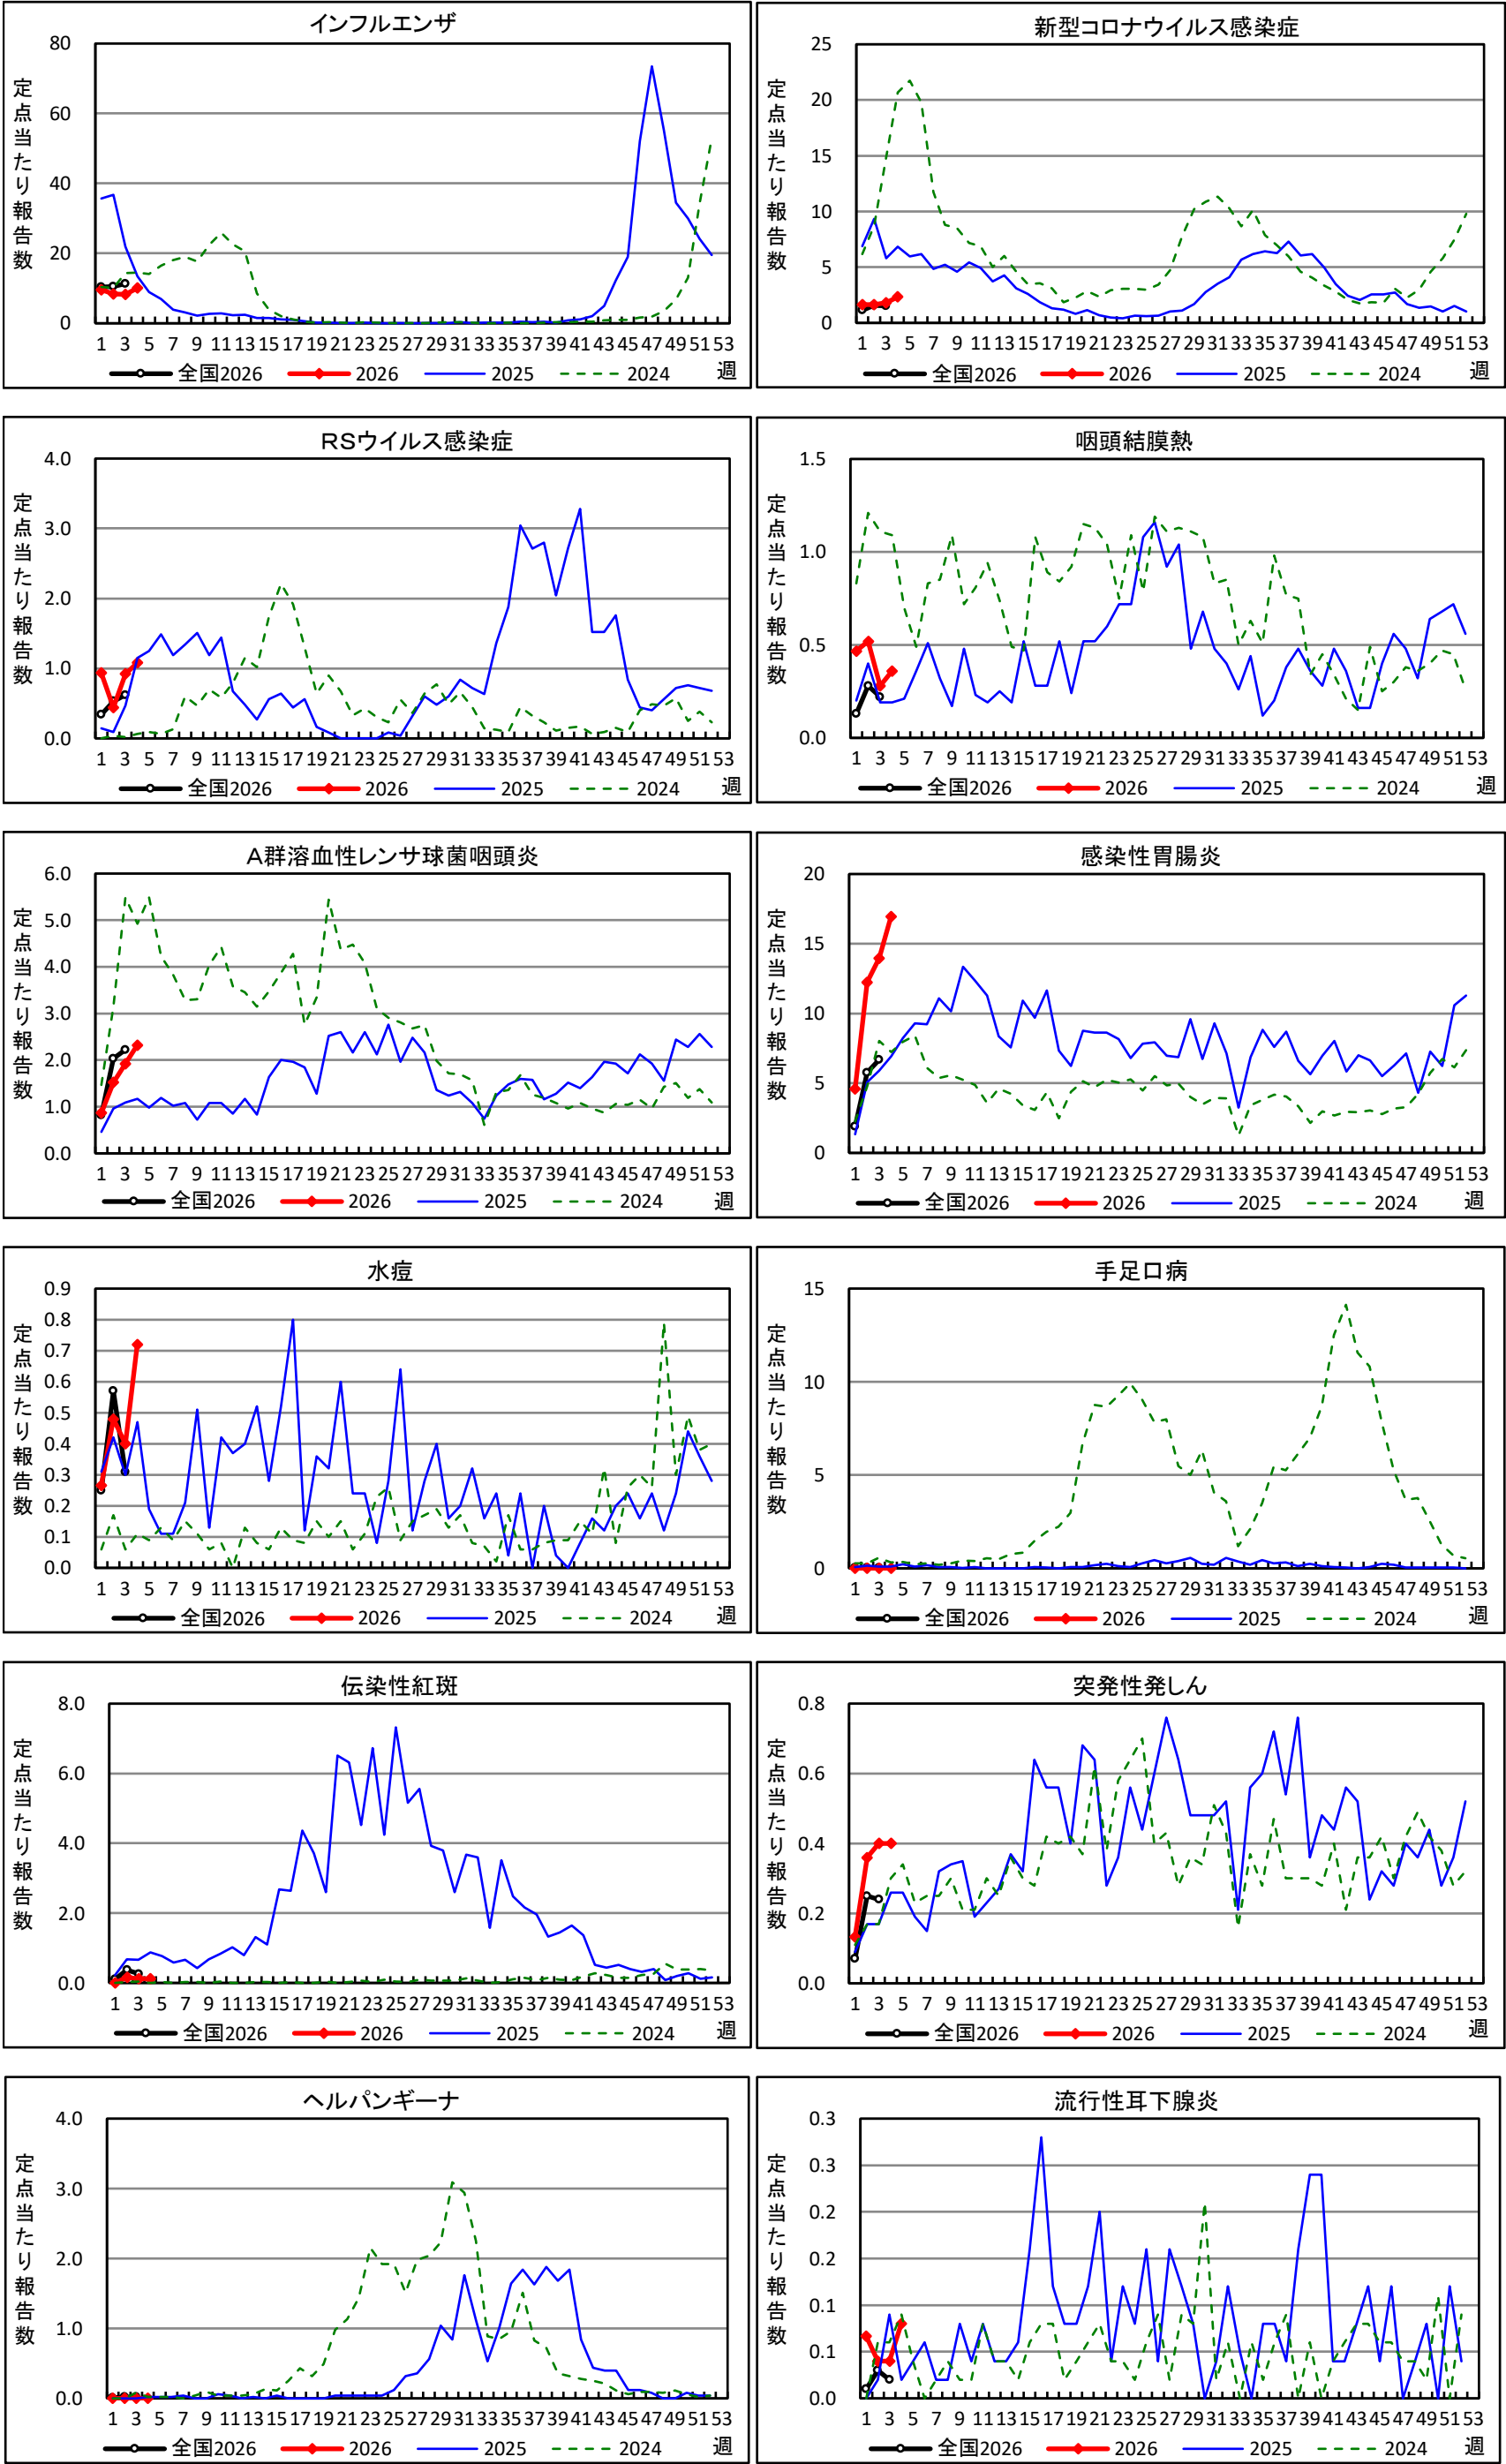 インフルエンザ
定点当たり報告数
80
60
40
20
0
1 3 5 7 9 11 13 15 17 19 21 23 25 27 29 31 33 35 37 39 41 43 45 47 49 51 53
全国2026 2026 2025 2024 週
新型コロナウイルス感染症
定点当たり報告数
25
20
15
10
5
0
1 3 5 7 9 11 13 15 17 19 21 23 25 27 29 31 33 35 37 39 41 43 45 47 49 51 53
全国2026 2026 2025 2024 週
RSウイルス感染症
定点当たり報告数
4.0
3.0
2.0
1.0
0.0
1 3 5 7 9 11 13 15 17 19 21 23 25 27 29 31 33 35 37 39 41 43 45 47 49 51 53
全国2026 2026 2025 2024 週
咽頭結膜熱
定点当たり報告数
1.5
1.0
0.5
0.0
1 3 5 7 9 11 13 15 17 19 21 23 25 27 29 31 33 35 37 39 41 43 45 47 49 51 53
全国2026 2026 2025 2024 週
A群溶血性レンサ球菌咽頭炎
定点当たり報告数
6.0
5.0
4.0
3.0
2.0
1.0
0.0
1 3 5 7 9 11 13 15 17 19 21 23 25 27 29 31 33 35 37 39 41 43 45 47 49 51 53
全国2026 2026 2025 2024 週
感染性胃腸炎
定点当たり報告数
20
15
10
5
0
1 3 5 7 9 11 13 15 17 19 21 23 25 27 29 31 33 35 37 39 41 43 45 47 49 51 53
全国2026 2026 2025 2024 週
水痘
定点当たり報告数
0.9
0.8
0.7
0.6
0.5
0.4
0.3
0.2
0.1
0.0
1 3 5 7 9 11 13 15 17 19 21 23 25 27 29 31 33 35 37 39 41 43 45 47 49 51 53
全国2026 2026 2025 2024 週
手足口病
定点当たり報告数
15
10
5
0
1 3 5 7 9 11 13 15 17 19 21 23 25 27 29 31 33 35 37 39 41 43 45 47 49 51 53
全国2026 2026 2025 2024 週
伝染性紅斑
定点当たり報告数
8.0
6.0
4.0
2.0
0.0
1 3 5 7 9 11 13 15 17 19 21 23 25 27 29 31 33 35 37 39 41 43 45 47 49 51 53
全国2026 2026 2025 2024 週
突発性発しん
定点当たり報告数
0.8
0.6
0.4
0.2
0.0
1 3 5 7 9 11 13 15 17 19 21 23 25 27 29 31 33 35 37 39 41 43 45 47 49 51 53
全国2026 2026 2025 2024 週
ヘルパンギーナ
定点当たり報告数
4.0
3.0
2.0
1.0
0.0
1 3 5 7 9 11 13 15 17 19 21 23 25 27 29 31 33 35 37 39 41 43 45 47 49 51 53
全国2026 2026 2025 2024 週
流行性耳下腺炎
定点当たり報告数
0.3
0.3
0.2
0.2
0.1
0.1
0.0
1 3 5 7 9 11 13 15 17 19 21 23 25 27 29 31 33 35 37 39 41 43 45 47 49 51 53
全国2026 2026 2025 2024 週